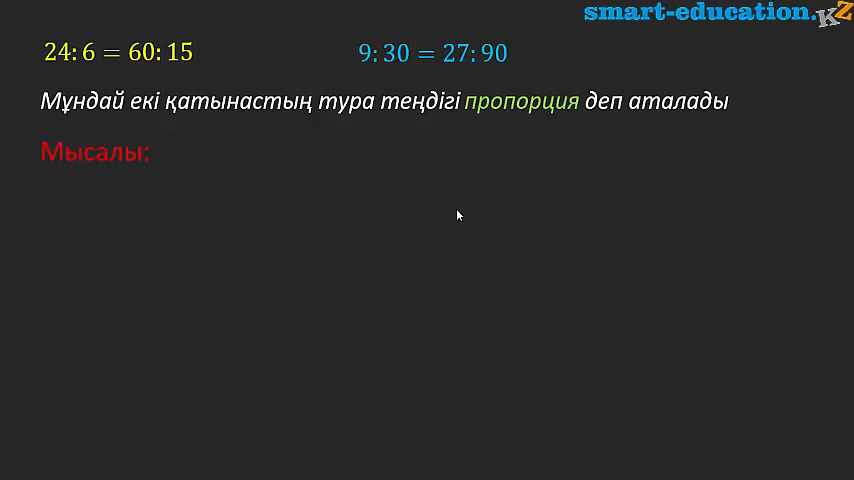 smart-education.KZ
24: 6 = 60: 15 9: 30 = 27: 90
Мұндай екі қатынастың тура теңдігі пропорция деп аталады
Мысалы: